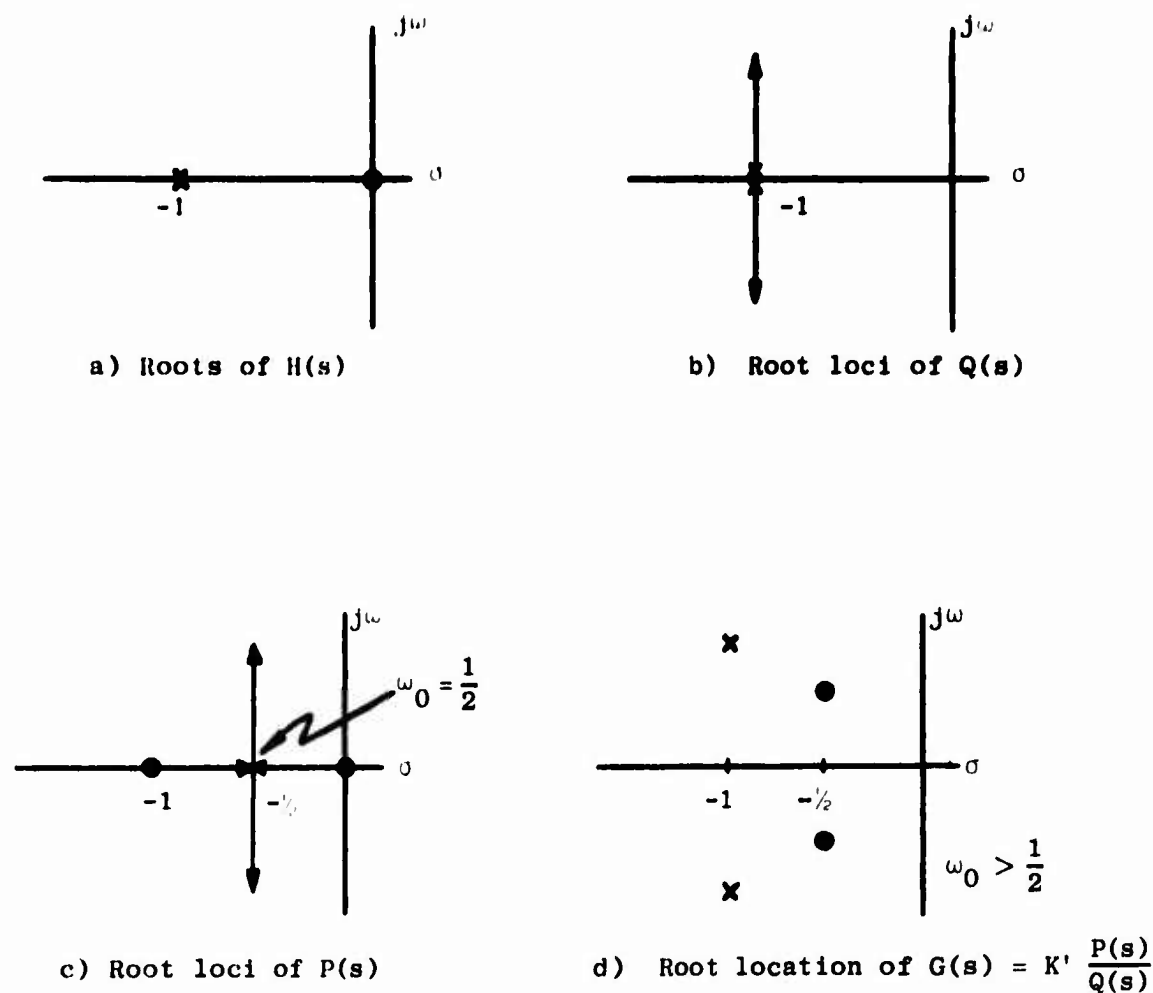 jω
jω
σ
σ
-1
-1
a) Roots of H(s)
b) Root loci of Q(s)
jω
jω
ω0 = 1/2
σ
σ
-1
-½
-1
-½
ω0 > 1/2
c) Root loci of P(s)
d) Root location of G(s) = K' P(s)/Q(s)